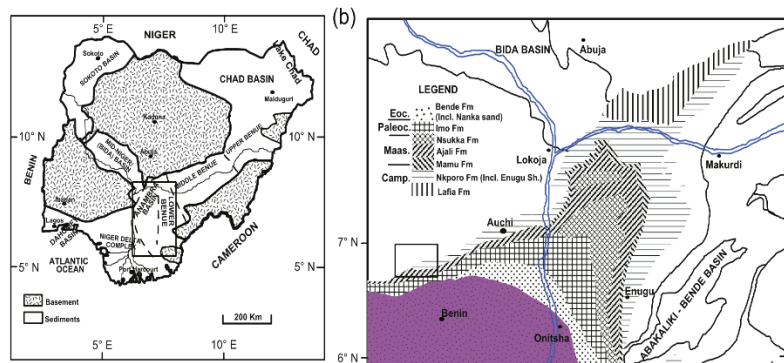 NIGER
CHAD
5° E
10° E
Sokoto
SOKOTO BASIN
Lake Chad
CHAD BASIN
Maiduguri
Kaduna
10° N
10° N
BENIN
MID-NIGER
(BIDA) BASIN
Abuja
UPPER BENUE
MIDDLE BENUE
ANAMBRA
BASIN
LOWER
BENUE
Ibadan
Lagos
DAHOMEY
BASIN
NIGER DELTA
COMPLEX
CAMEROON
ATLANTIC
OCEAN
Port Harcourt
5° N
5° N
5° E
10° E
Basement
Sediments
200 Km
(b)
BIDA BASIN
Abuja
LEGEND
Eoc.
Bende Fm
(Incl. Nanka sand)
Paleoc.
Imo Fm
Nsukka Fm
Maas.
Ajali Fm
Mamu Fm
Camp.
Nkporo Fm (Incl. Enugu Sh.)
Lafia Fm
Lokoja
Makurdi
Auchi
7° N
Enugu
Benin
Onitsha
ABAKALIKI - BENDE BASIN
6° N